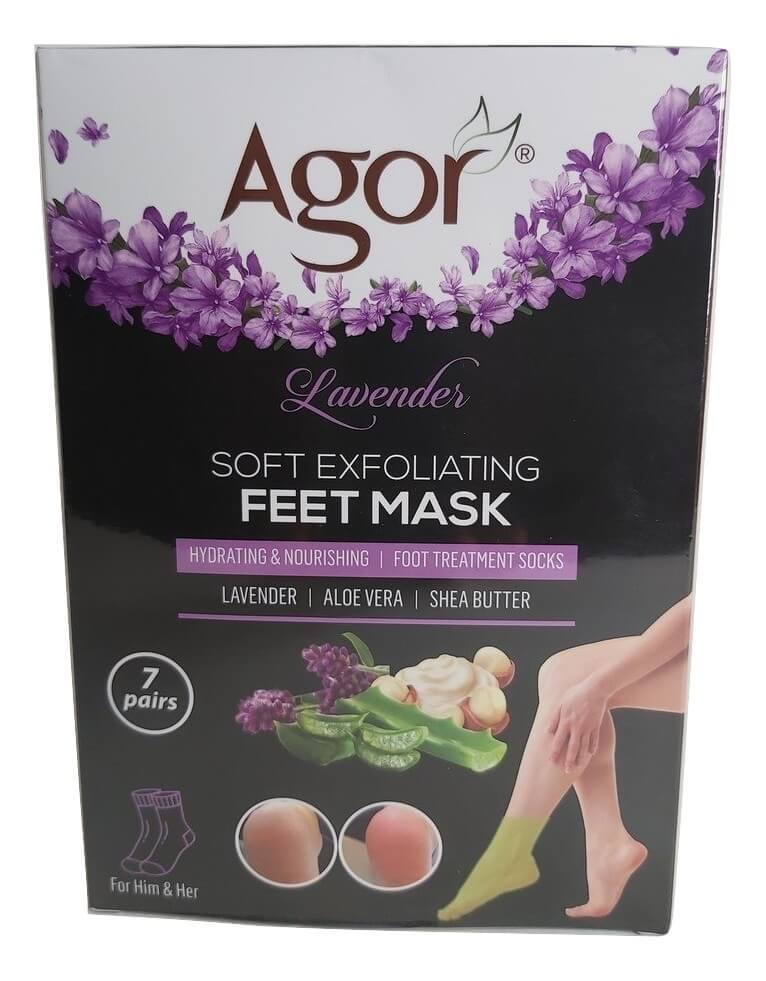 Agor®
Lavender
SOFT EXFOLIATING
FEET MASK
HYDRATING & NOURISHING | FOOT TREATMENT SOCKS
LAVENDER | ALOE VERA | SHEA BUTTER
7
pairs
For Him & Her